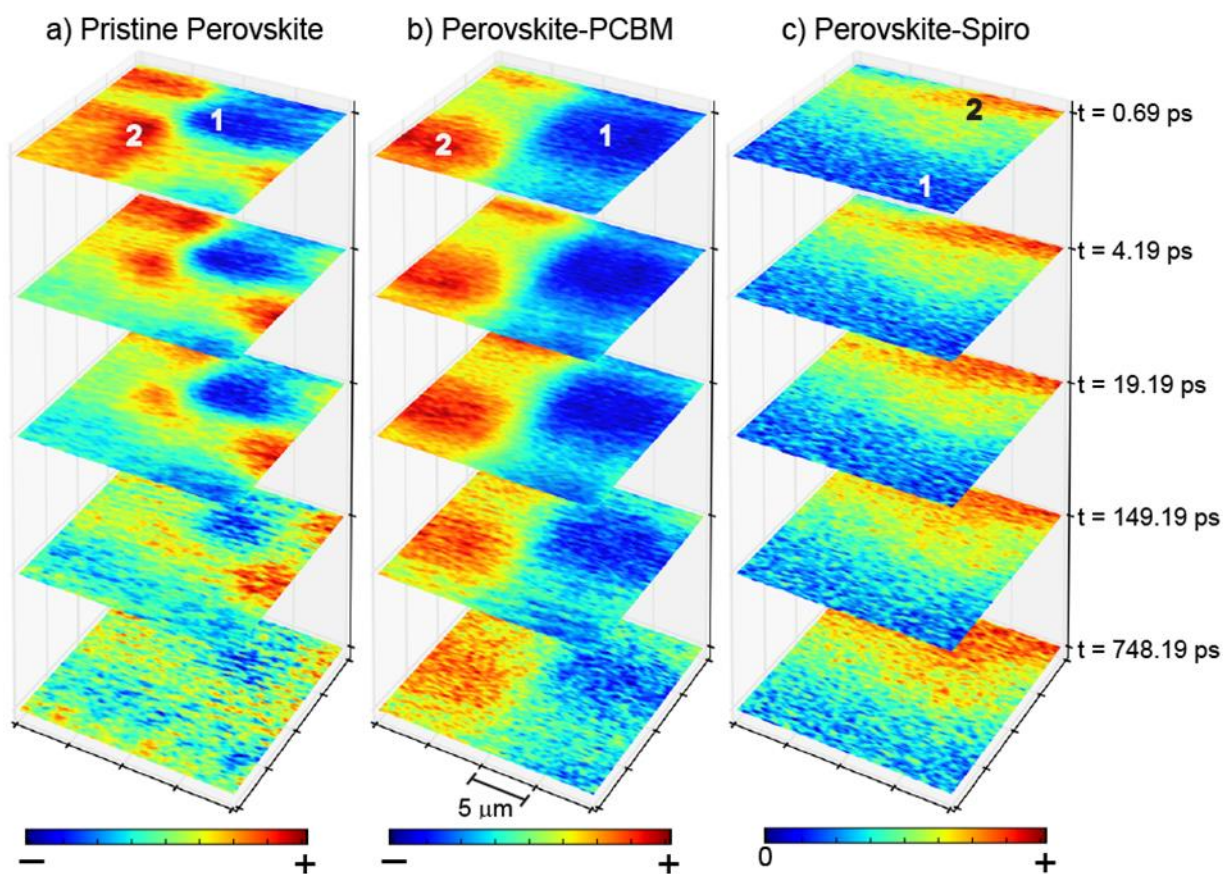 a) Pristine Perovskite
b) Perovskite-PCBM
c) Perovskite-Spiro
1
2
1
2
2
1
t = 0.69 ps
t = 4.19 ps
t = 19.19 ps
t = 149.19 ps
t = 748.19 ps
5 μm
− +
− +
0 +